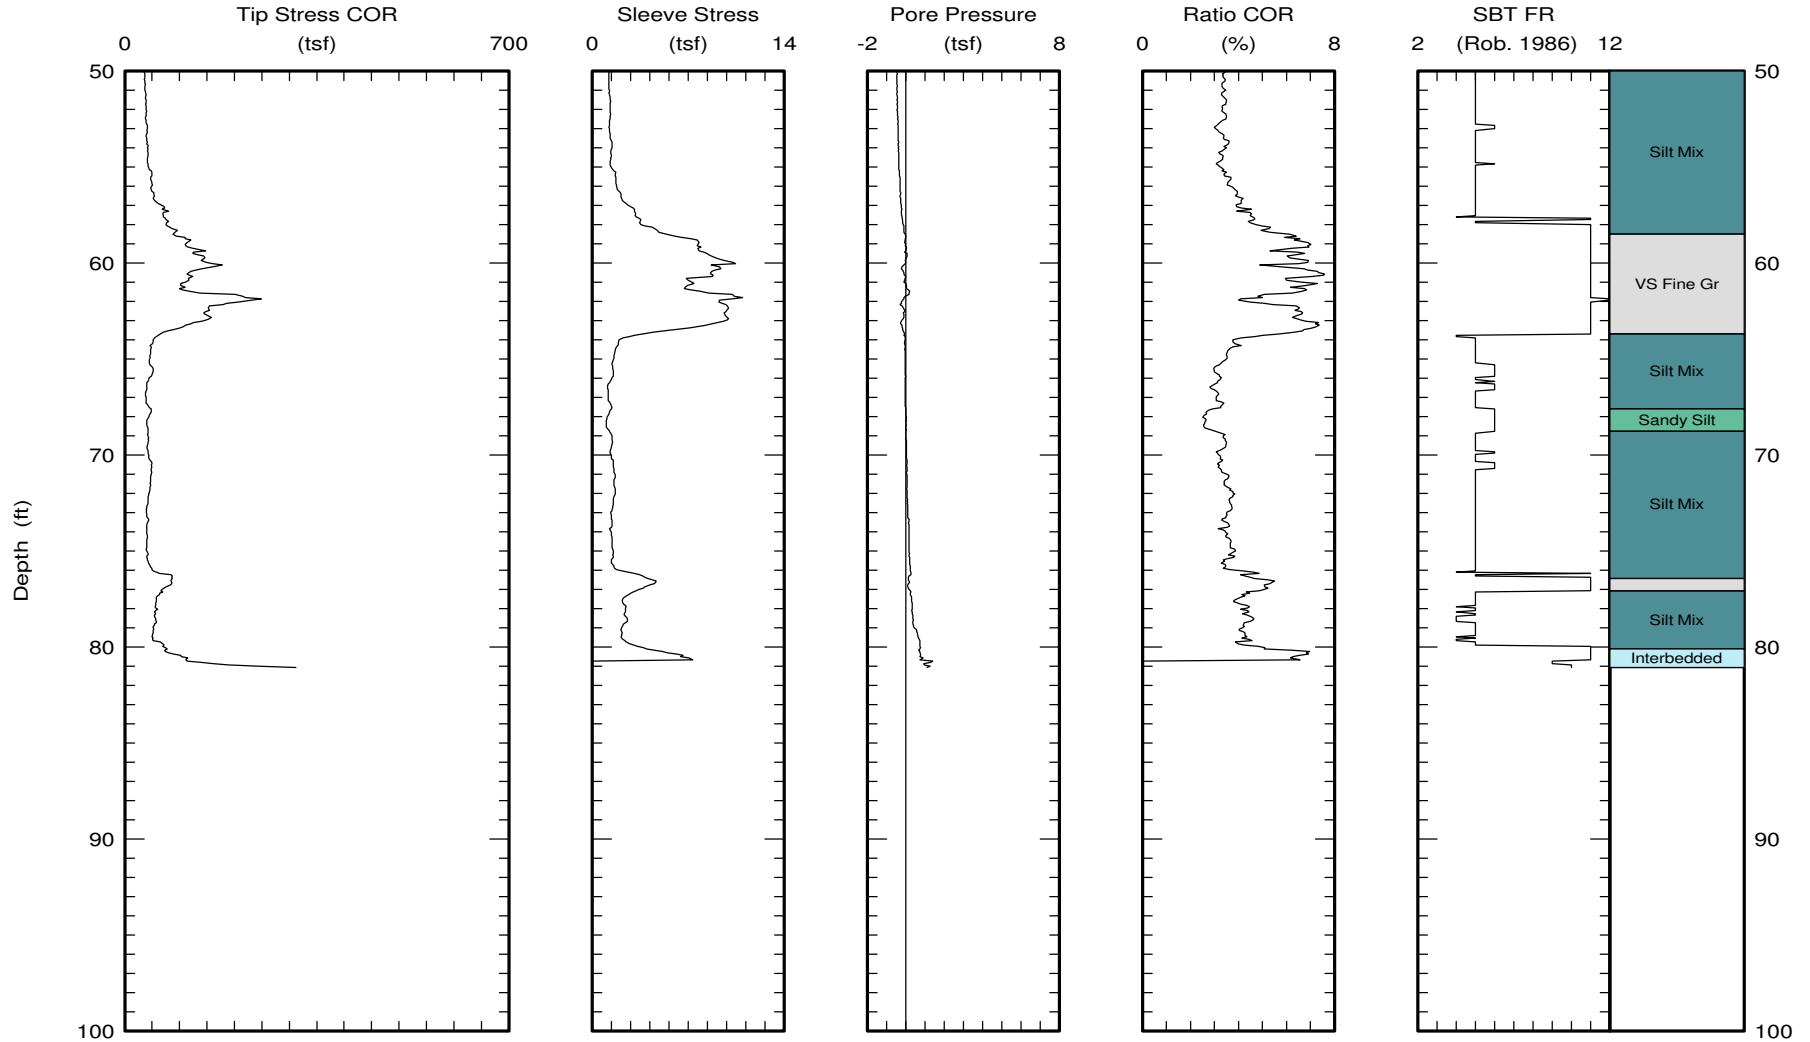 Tip Stress COR Sleeve Stress Pore Pressure Ratio COR SBT FR
0 (tsf) 700 0 (tsf) 14 -2 (tsf) 8 0 (%) 8 2 (Rob. 1986) 12
50 50
Silt Mix
60 60
VS Fine Gr
Silt Mix
Sandy Silt
70 70
Silt Mix
Depth (ft)
Silt Mix
80 80
Interbedded
90 90
100 100